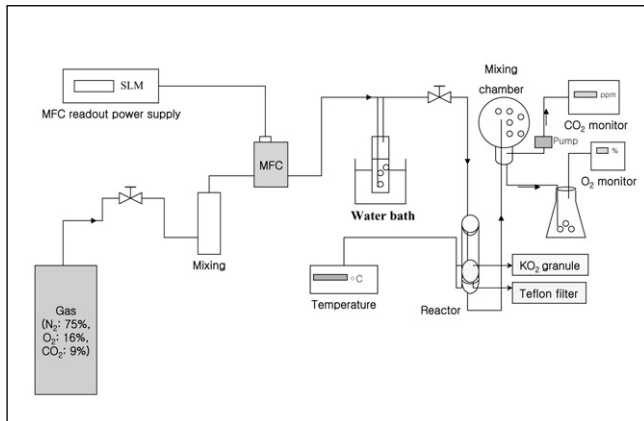 SLM
MFC readout power supply
MFC
Mixing
Gas
(N₂: 75%,
O₂: 16%,
CO₂: 9%)
Water bath
Temperature
°C
Reactor
Mixing
chamber
ppm
CO₂ monitor
Pump
%
O₂ monitor
KO₂ granule
Teflon filter